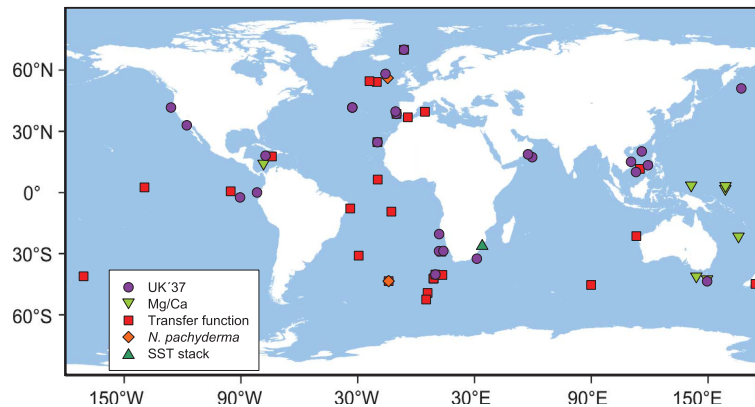 60°N
30°N
0°
30°S
60°S
UK´37
Mg/Ca
Transfer function
N. pachyderma
SST stack
150°W 90°W 30°W 30°E 90°E 150°E